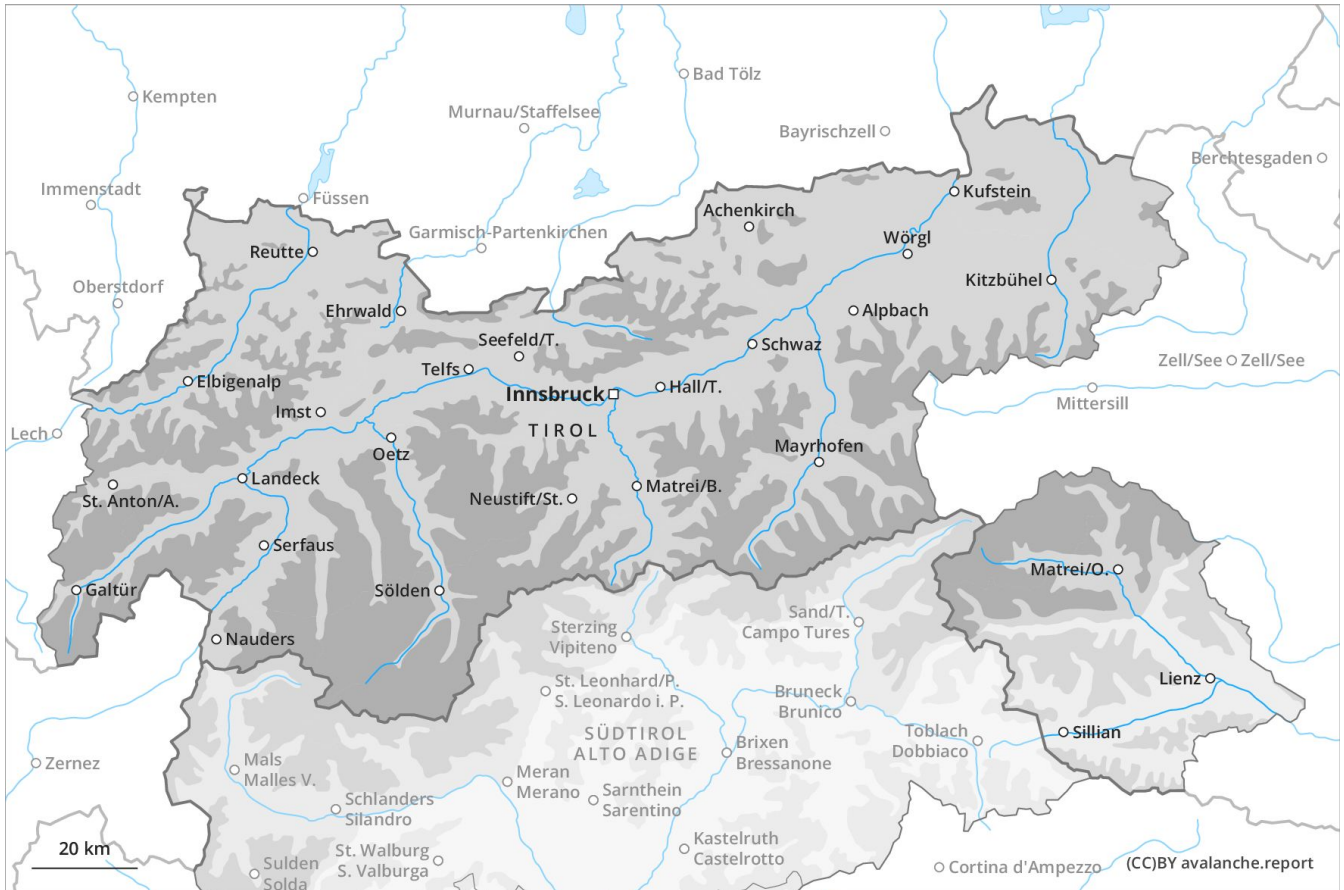 Bad Tölz
Kempten
Murnau/Staffelsee
Bayrischzell
Berchtesgaden
Immenstadt
Füssen
Kufstein
Achenkirch
Garmisch-Partenkirchen
Wörgl
Reutte
Oberstdorf
Kitzbühel
Ehrwald
Alpbach
Seefeld/T.
Schwaz
Telfs
Zell/See
Zell/See
Elbigenalp
Innsbruck
Hall/T.
Mittersill
Imst
TIROL
Lech
Oetz
Mayrhofen
Landeck
St. Anton/A.
Neustift/St.
Matrei/B.
Serfaus
Matrei/O.
Galtür
Sölden
Nauders
Sterzing
Vipiteno
Sand/T.
Campo Tures
St. Leonhard/P.
S. Leonardo i. P.
Bruneck
Brunico
Lienz
SÜDTIROL
ALTO ADIGE
Toblach
Dobbiaco
Sillian
Brixen
Bressanone
Zernez
Mals
Malles V.
Meran
Merano
Sarnthein
Sarentino
Schlanders
Silandro
Kastelruth
Castelrotto
20 km
St. Walburg
S. Valburga
Sulden
Solda
Cortina d'Ampezzo
(CC)BY avalanche.report